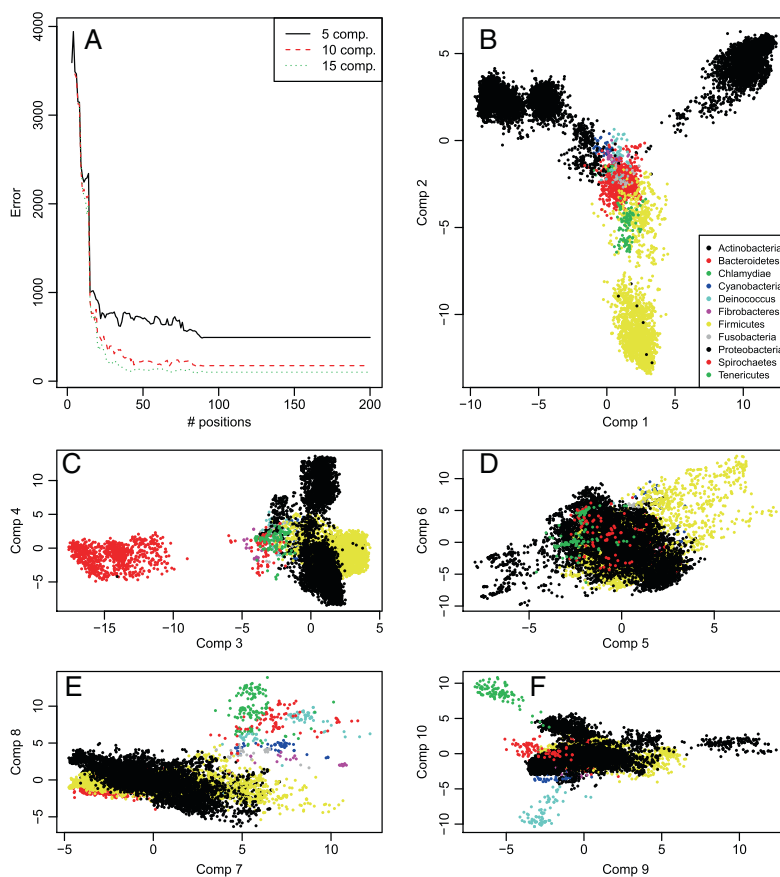 A
5 comp.
10 comp.
15 comp.
Error
0
1000
2000
3000
4000
0
50
100
150
200
# positions
B
Comp 2
5
0
−5
−10
−10
−5
0
5
10
Comp 1
Actinobacteria
Bacteroidetes
Chlamydiae
Cyanobacteria
Deinococcus
Fibrobacteres
Firmicutes
Fusobacteria
Proteobacteria
Spirochaetes
Tenericutes
C
Comp 4
10
5
0
−5
−15
−10
−5
0
5
Comp 3
D
Comp 6
10
5
0
−5
−10
−5
0
5
Comp 5
E
Comp 8
10
5
0
−5
−5
0
5
10
Comp 7
F
Comp 10
10
5
0
−5
−10
−5
0
5
10
Comp 9